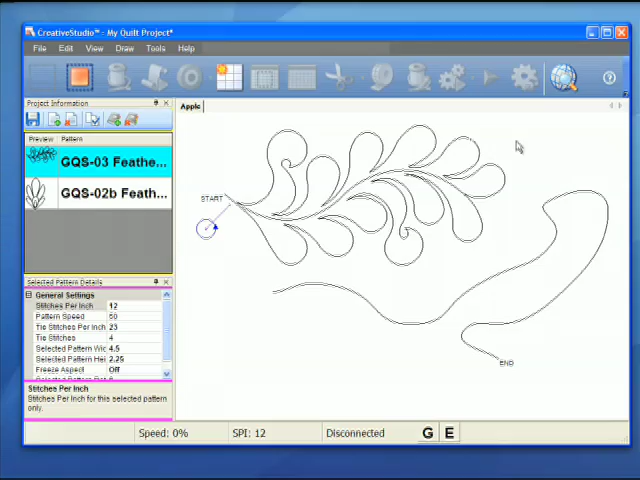 CreativeStudio™ - My Quilt Project*
File Edit View Draw Tools Help
Project Information
Preview Pattern
GQS-03 Feathe...
GQS-02b Feath...
Selected Pattern Details
General Settings
Stitches Per Inch 12
Pattern Speed 50
Tie Stitches Per Inch 23
Tie Stitches 4
Selected Pattern Wid 4.5
Selected Pattern Hei 2.25
Freeze Aspect Off
Stitches Per Inch
Stitches Per Inch for this selected pattern
only.
Apple
START
END
Speed: 0% SPI: 12 Disconnected G E